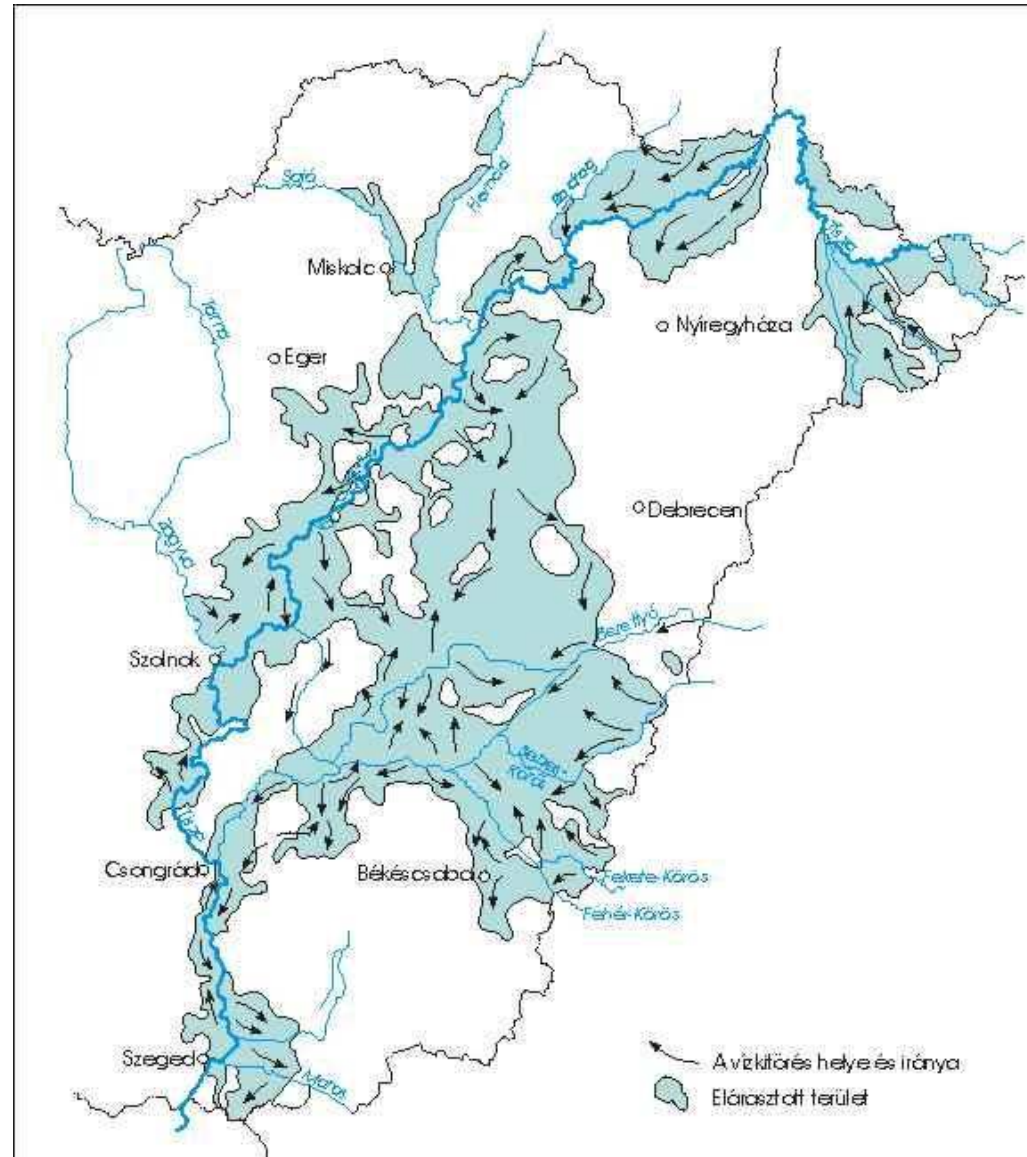 Sajó
Hernád
Bodrog
Tisza
Miskolc
Nyíregyháza
Tarna
Eger
Debrecen
Zagyva
Berettyó
Szolnok
Sebes-
Körös
Tisza
Csongrád
Békéscsaba
Fekete-Körös
Fehér-Körös
Szeged
Maros
A vízkitörés helye és iránya
Elárasztott terület